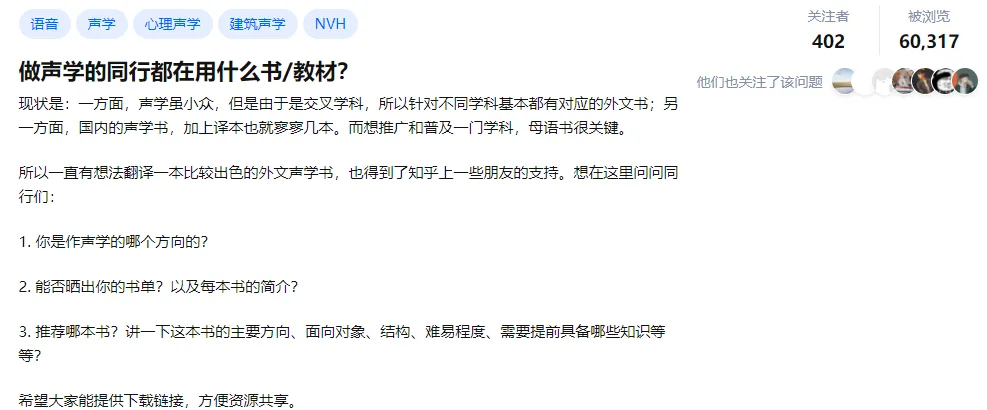 语音 声学 心理声学 建筑声学 NVH
关注者 被浏览
402 60,317
他们也关注了该问题
做声学的同行都在用什么书/教材？
现状是：一方面，声学虽小众，但是由于是交叉学科，所以针对不同学科基本都有对应的外文书；另
一方面，国内的声学书，加上译本也就寥寥几本。而想推广和普及一门学科，母语书很关键。
所以一直有想法翻译一本比较出色的外文声学书，也得到了知乎上一些朋友的支持。想在这里问问同
行们：
1. 你是作声学的哪个方向的？
2. 能否晒出你的书单？以及每本书的简介？
3. 推荐哪本书？讲一下这本书的主要方向、面向对象、结构、难易程度、需要提前具备哪些知识等
等？
希望大家能提供下载链接，方便资源共享。